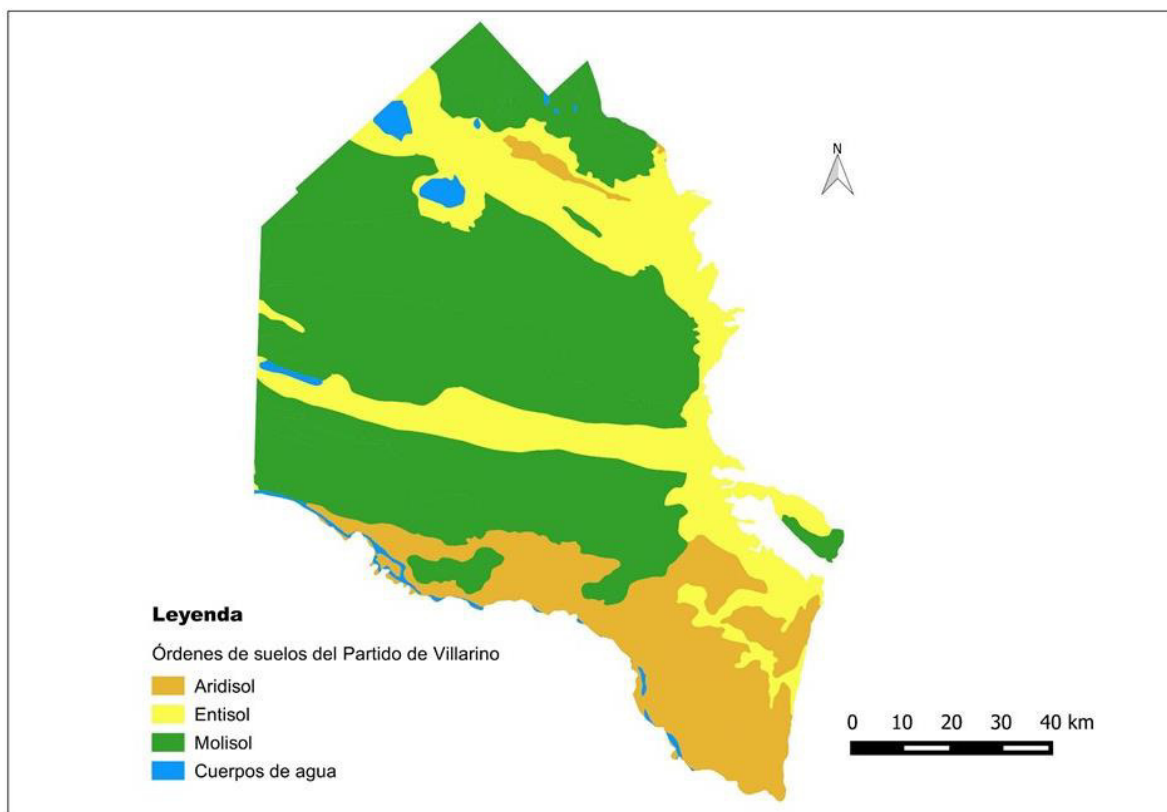 N
Leyenda
Órdenes de suelos del Partido de Villarino
Aridisol
Entisol
Molisol
Cuerpos de agua
0 10 20 30 40 km